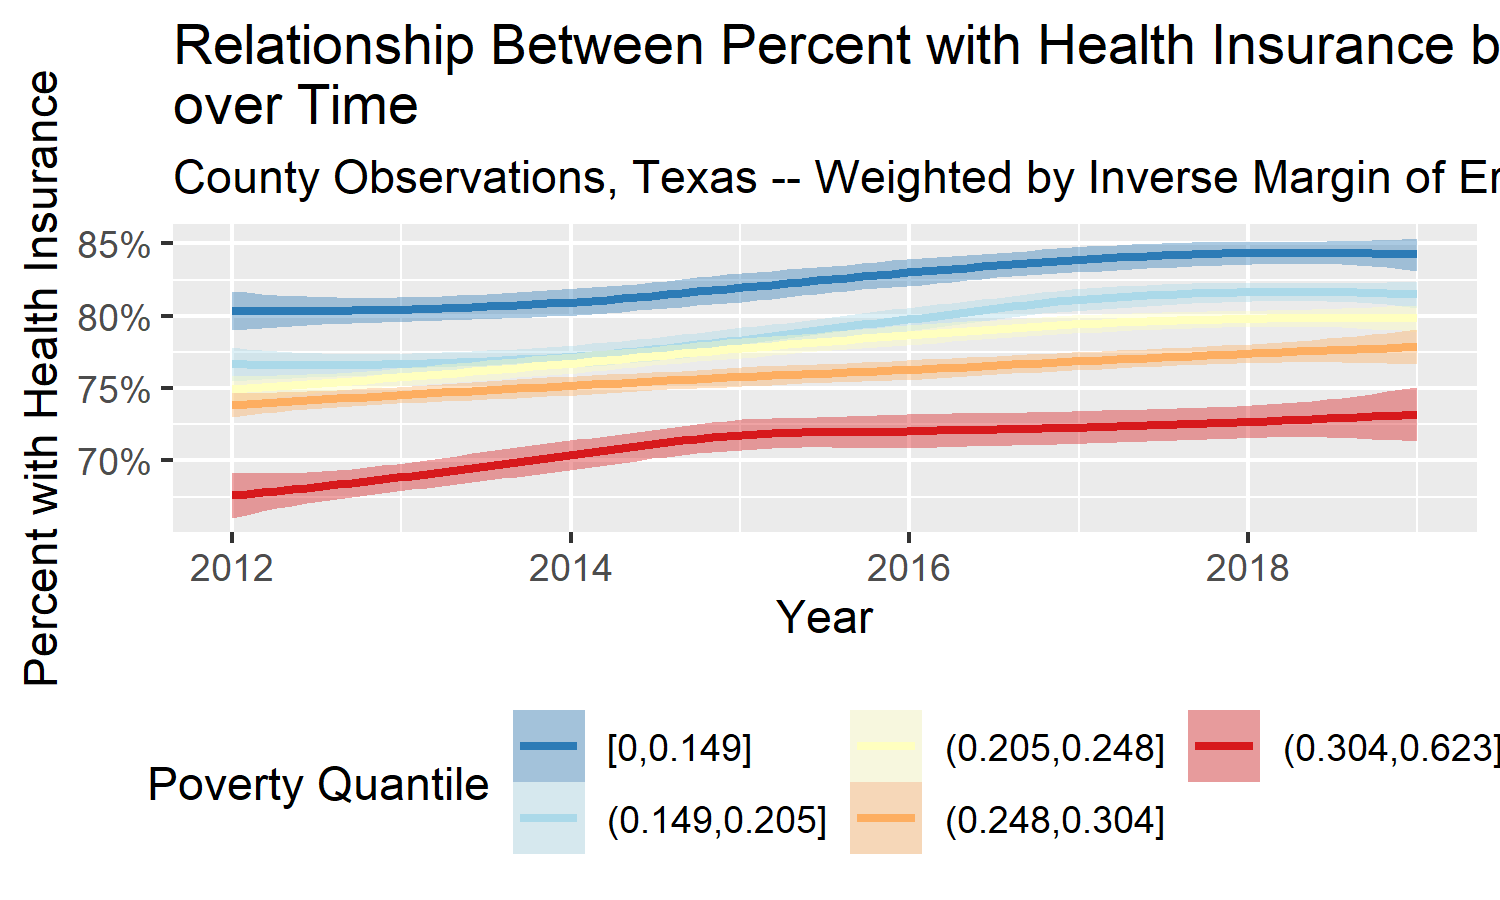 Relationship Between Percent with Health Insurance b
over Time
County Observations, Texas -- Weighted by Inverse Margin of Er
Percent with Health Insurance
85%
80%
75%
70%
2012 2014 2016 2018
Year
Poverty Quantile
[0,0.149] (0.205,0.248] (0.304,0.623]
(0.149,0.205] (0.248,0.304]